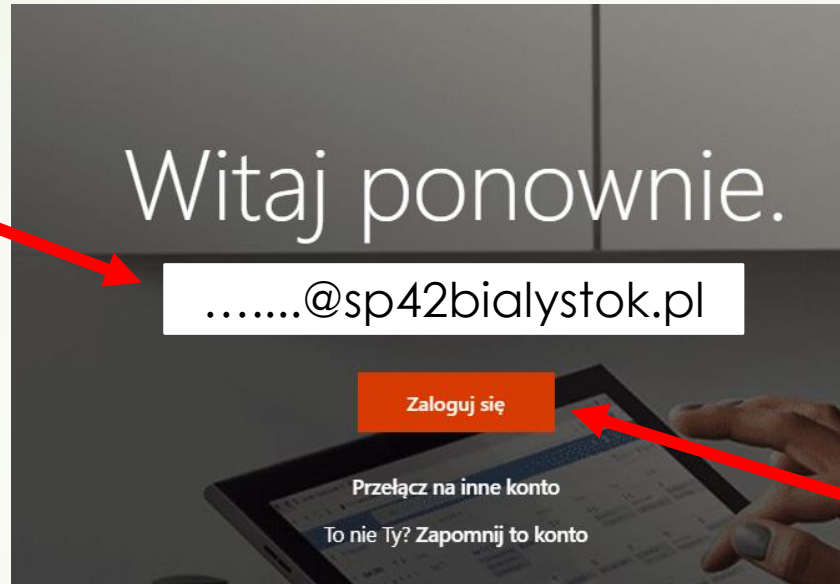 Witaj ponownie.
.......@sp42bialystok.pl
Zaloguj się
Przełącz na inne konto
To nie Ty? Zapomnij to konto